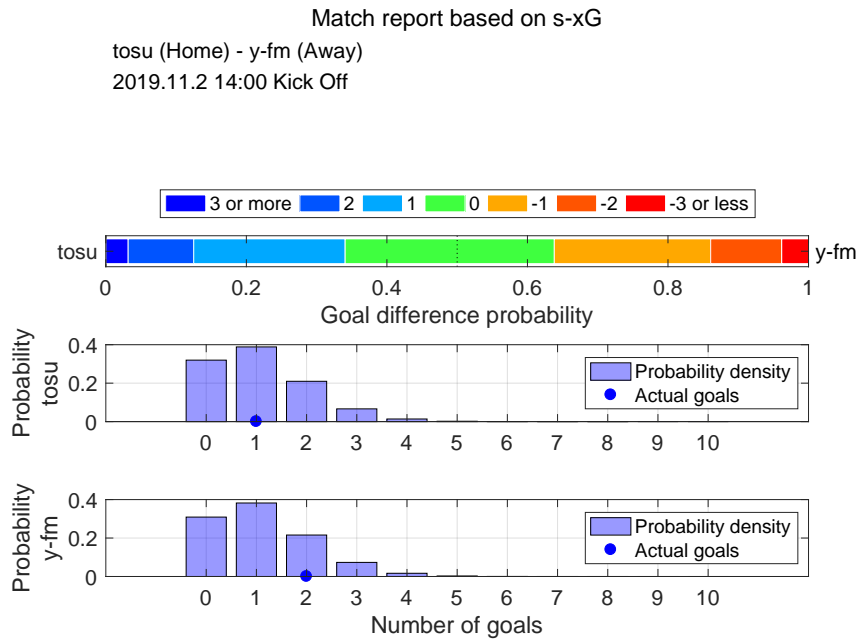 Match report based on s-xG
tosu (Home) - y-fm (Away)
2019.11.2 14:00 Kick Off
3 or more 2 1 0 -1 -2 -3 or less
tosu y-fm
0 0.2 0.4 0.6 0.8 1
Goal difference probability
Probability
tosu
0.4
0.2
0
Probability density
Actual goals
0 1 2 3 4 5 6 7 8 9 10
Probability
y-fm
0.4
0.2
0
Probability density
Actual goals
0 1 2 3 4 5 6 7 8 9 10
Number of goals